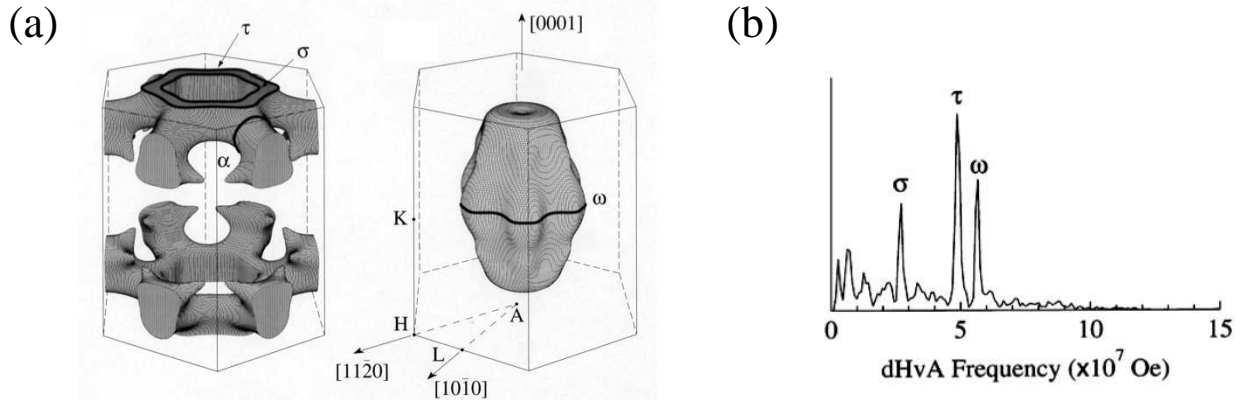 (a)
τ
σ
[0001]
α
K
ω
H
A
L
[112̄0]
[101̄0]
(b)
τ
σ
ω
0
5
10
15
dHvA Frequency (x10⁷ Oe)